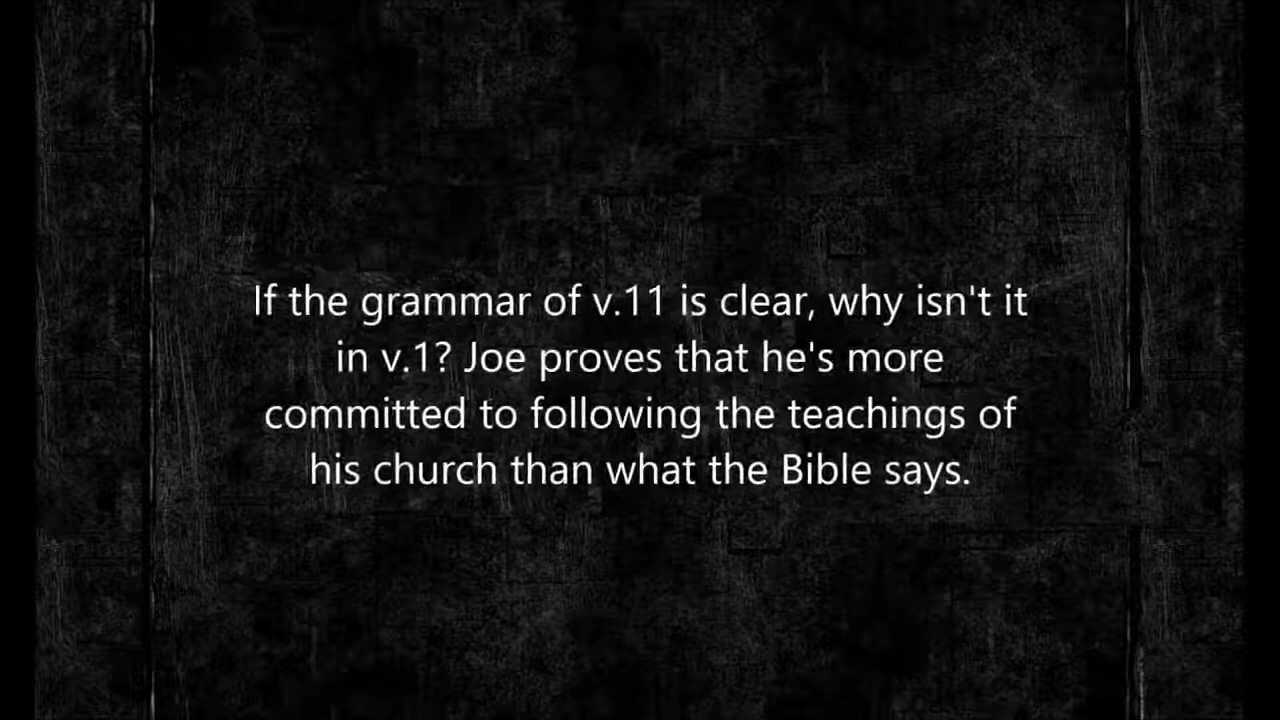 If the grammar of v.11 is clear, why isn't it
in v.1? Joe proves that he's more
committed to following the teachings of
his church than what the Bible says.